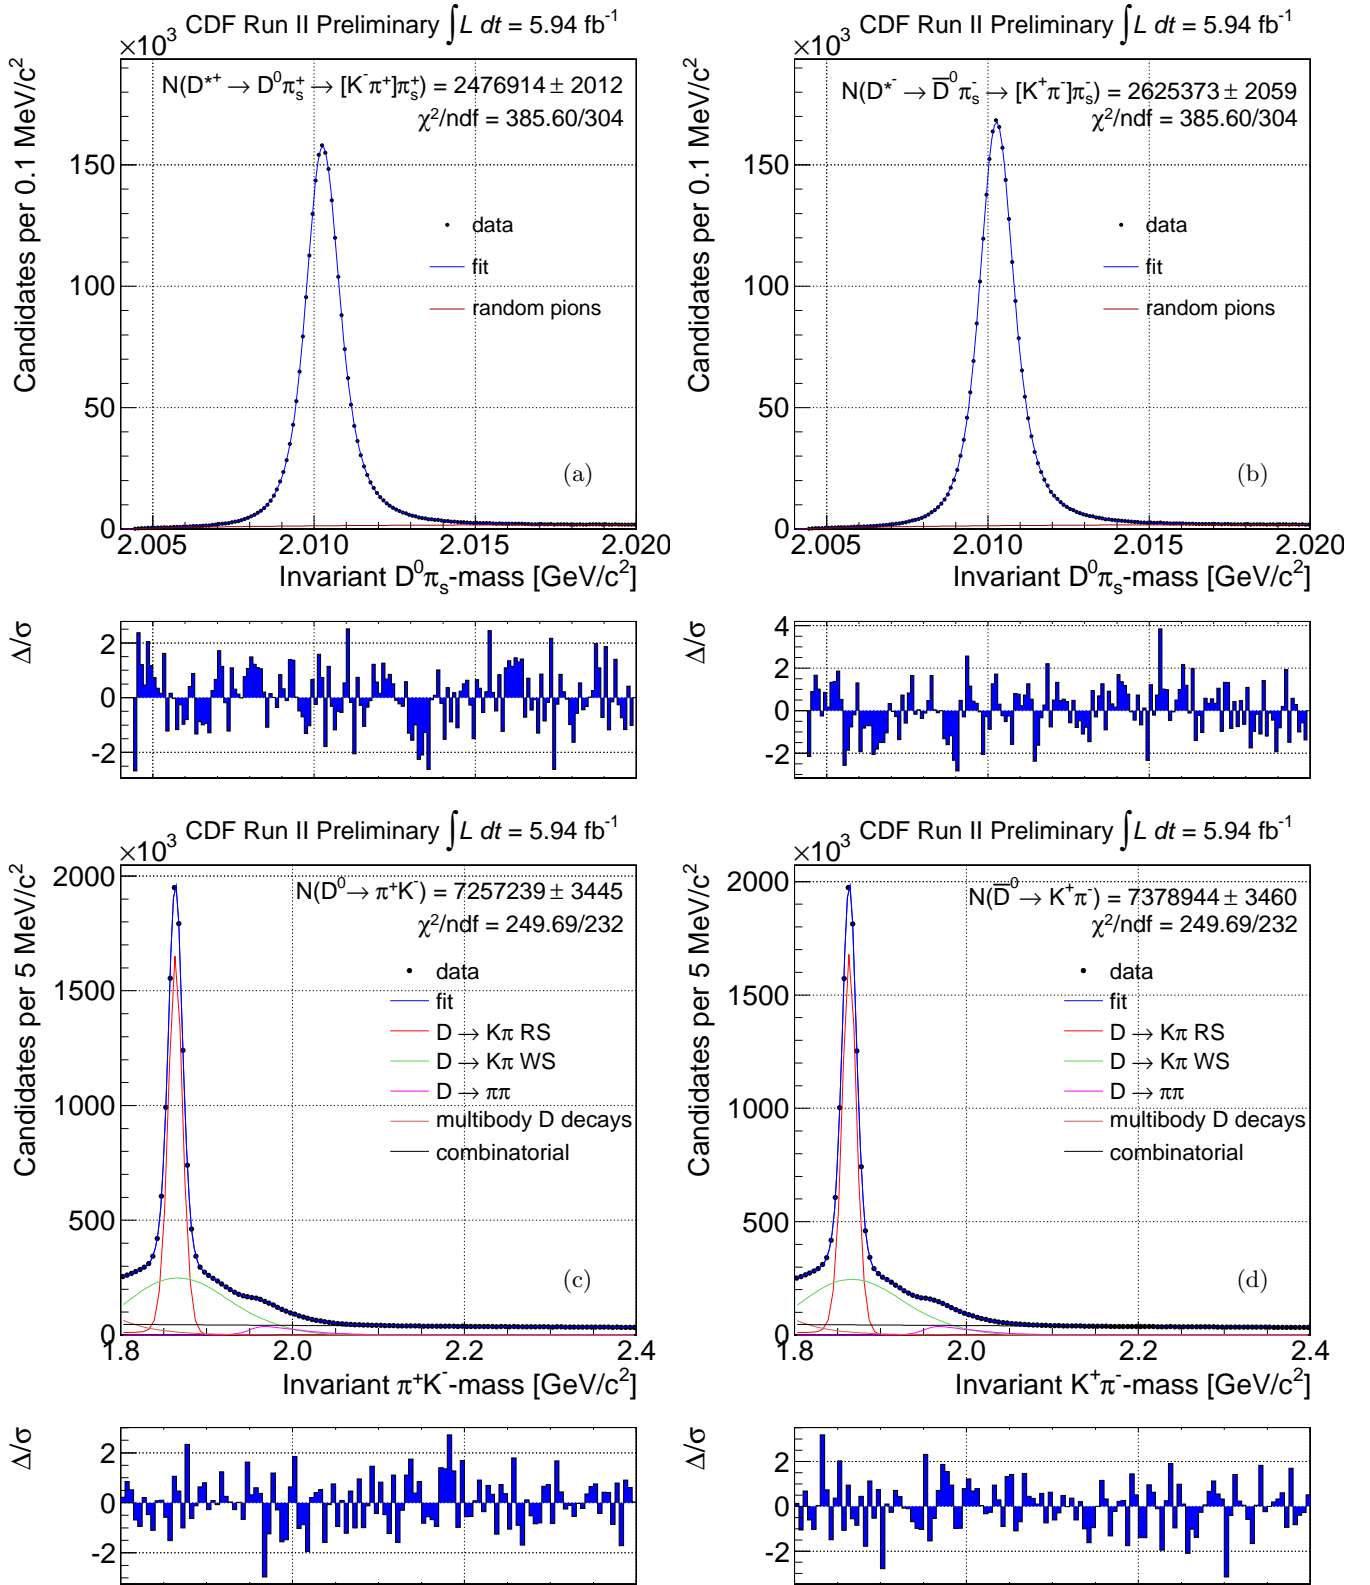 CDF Run II Preliminary ∫L dt = 5.94 fb⁻¹
×10³
N(D*⁺ → D⁰π⁺ₛ → [K⁻π⁺]π⁺ₛ) = 2476914 ± 2012
χ²/ndf = 385.60/304
Candidates per 0.1 MeV/c²
150
100
50
0
data
fit
random pions
(a)
2.005 2.010 2.015 2.020
Invariant D⁰πₛ-mass [GeV/c²]
Δ/σ
2
0
-2
CDF Run II Preliminary ∫L dt = 5.94 fb⁻¹
×10³
N(D*⁻ → D̅⁰π⁻ₛ → [K⁺π⁻]π⁻ₛ) = 2625373 ± 2059
χ²/ndf = 385.60/304
Candidates per 0.1 MeV/c²
150
100
50
0
data
fit
random pions
(b)
2.005 2.010 2.015 2.020
Invariant D⁰πₛ-mass [GeV/c²]
Δ/σ
4
2
0
-2
CDF Run II Preliminary ∫L dt = 5.94 fb⁻¹
×10³
N(D⁰ → π⁺K⁻) = 7257239 ± 3445
χ²/ndf = 249.69/232
Candidates per 5 MeV/c²
2000
1500
1000
500
0
data
fit
D → Kπ RS
D → Kπ WS
D → ππ
multibody D decays
combinatorial
(c)
1.8 2.0 2.2 2.4
Invariant π⁺K⁻-mass [GeV/c²]
Δ/σ
2
0
-2
CDF Run II Preliminary ∫L dt = 5.94 fb⁻¹
×10³
N(D̅⁰ → K⁺π⁻) = 7378944 ± 3460
χ²/ndf = 249.69/232
Candidates per 5 MeV/c²
2000
1500
1000
500
0
data
fit
D → Kπ RS
D → Kπ WS
D → ππ
multibody D decays
combinatorial
(d)
1.8 2.0 2.2 2.4
Invariant K⁺π⁻-mass [GeV/c²]
Δ/σ
2
0
-2